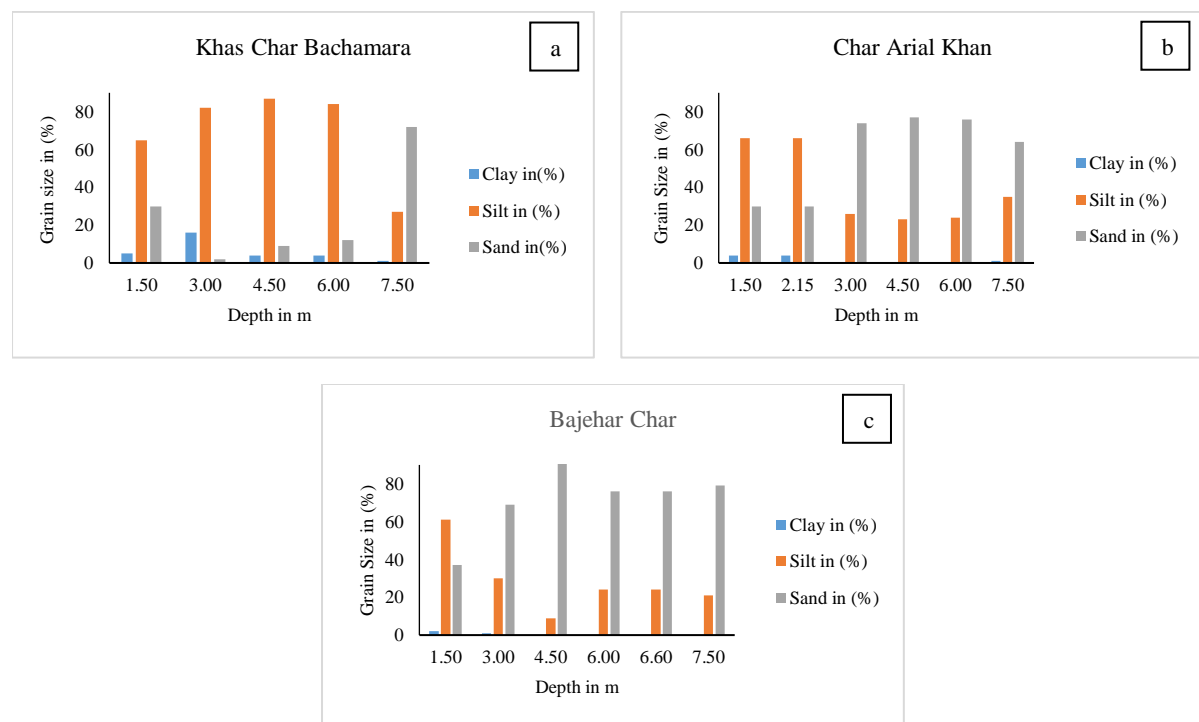 Khas Char Bachamara
a
80
60
40
20
0
Grain size in (%)
1.50 3.00 4.50 6.00 7.50
Depth in m
Clay in(%)
Silt in (%)
Sand in(%)
Char Arial Khan
b
80
60
40
20
0
Grain Size in (%)
1.50 2.15 3.00 4.50 6.00 7.50
Depth in m
Clay in (%)
Silt in (%)
Sand in (%)
Bajehar Char
c
80
60
40
20
0
Grain Size in (%)
1.50 3.00 4.50 6.00 6.60 7.50
Depth in m
Clay in (%)
Silt in (%)
Sand in (%)